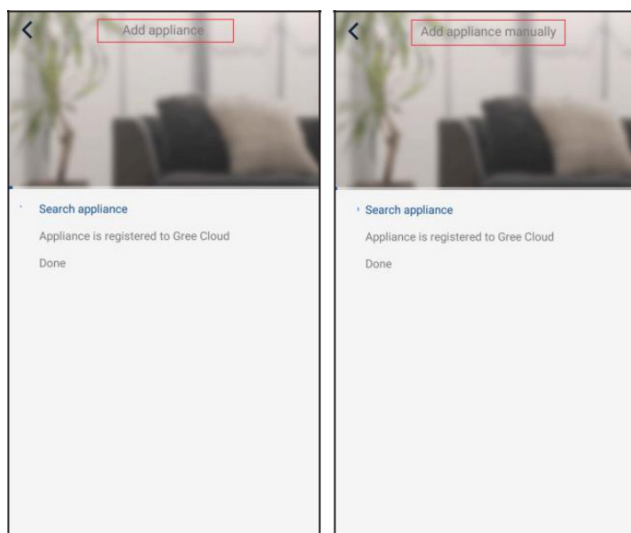 Add appliance
Search appliance
Appliance is registered to Gree Cloud
Done
Add appliance manually
Search appliance
Appliance is registered to Gree Cloud
Done